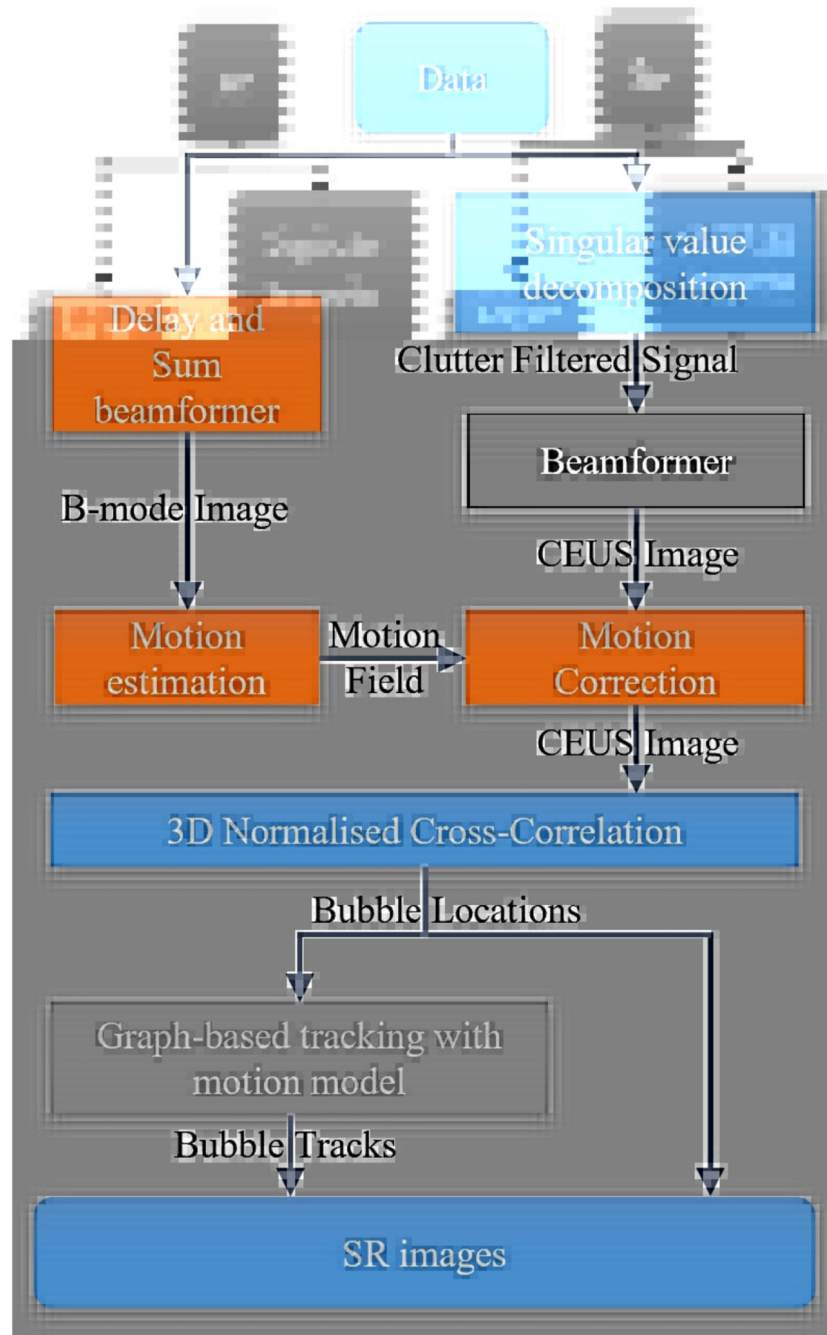 Data
Singular value
decomposition
Delay and
Sum
beamformer
Clutter Filtered Signal
Beamformer
B-mode Image
CEUS Image
Motion
estimation
Motion
Field
Motion
Correction
CEUS Image
3D Normalised Cross-Correlation
Bubble Locations
Graph-based tracking with
motion model
Bubble Tracks
SR images